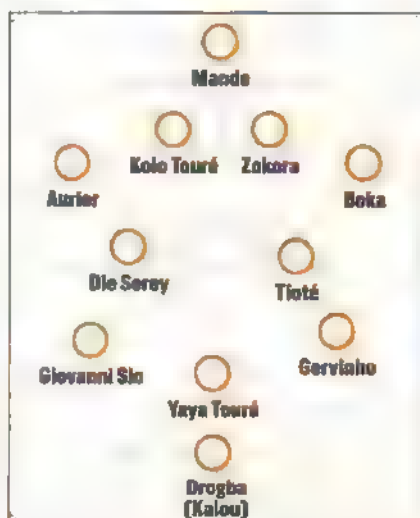 Mande
Kolo Touré Zokora
Aurier Boka
Die Serey Tioté
Giovanni Sio Gervinho
Yaya Touré
Drogba
(Kalou)